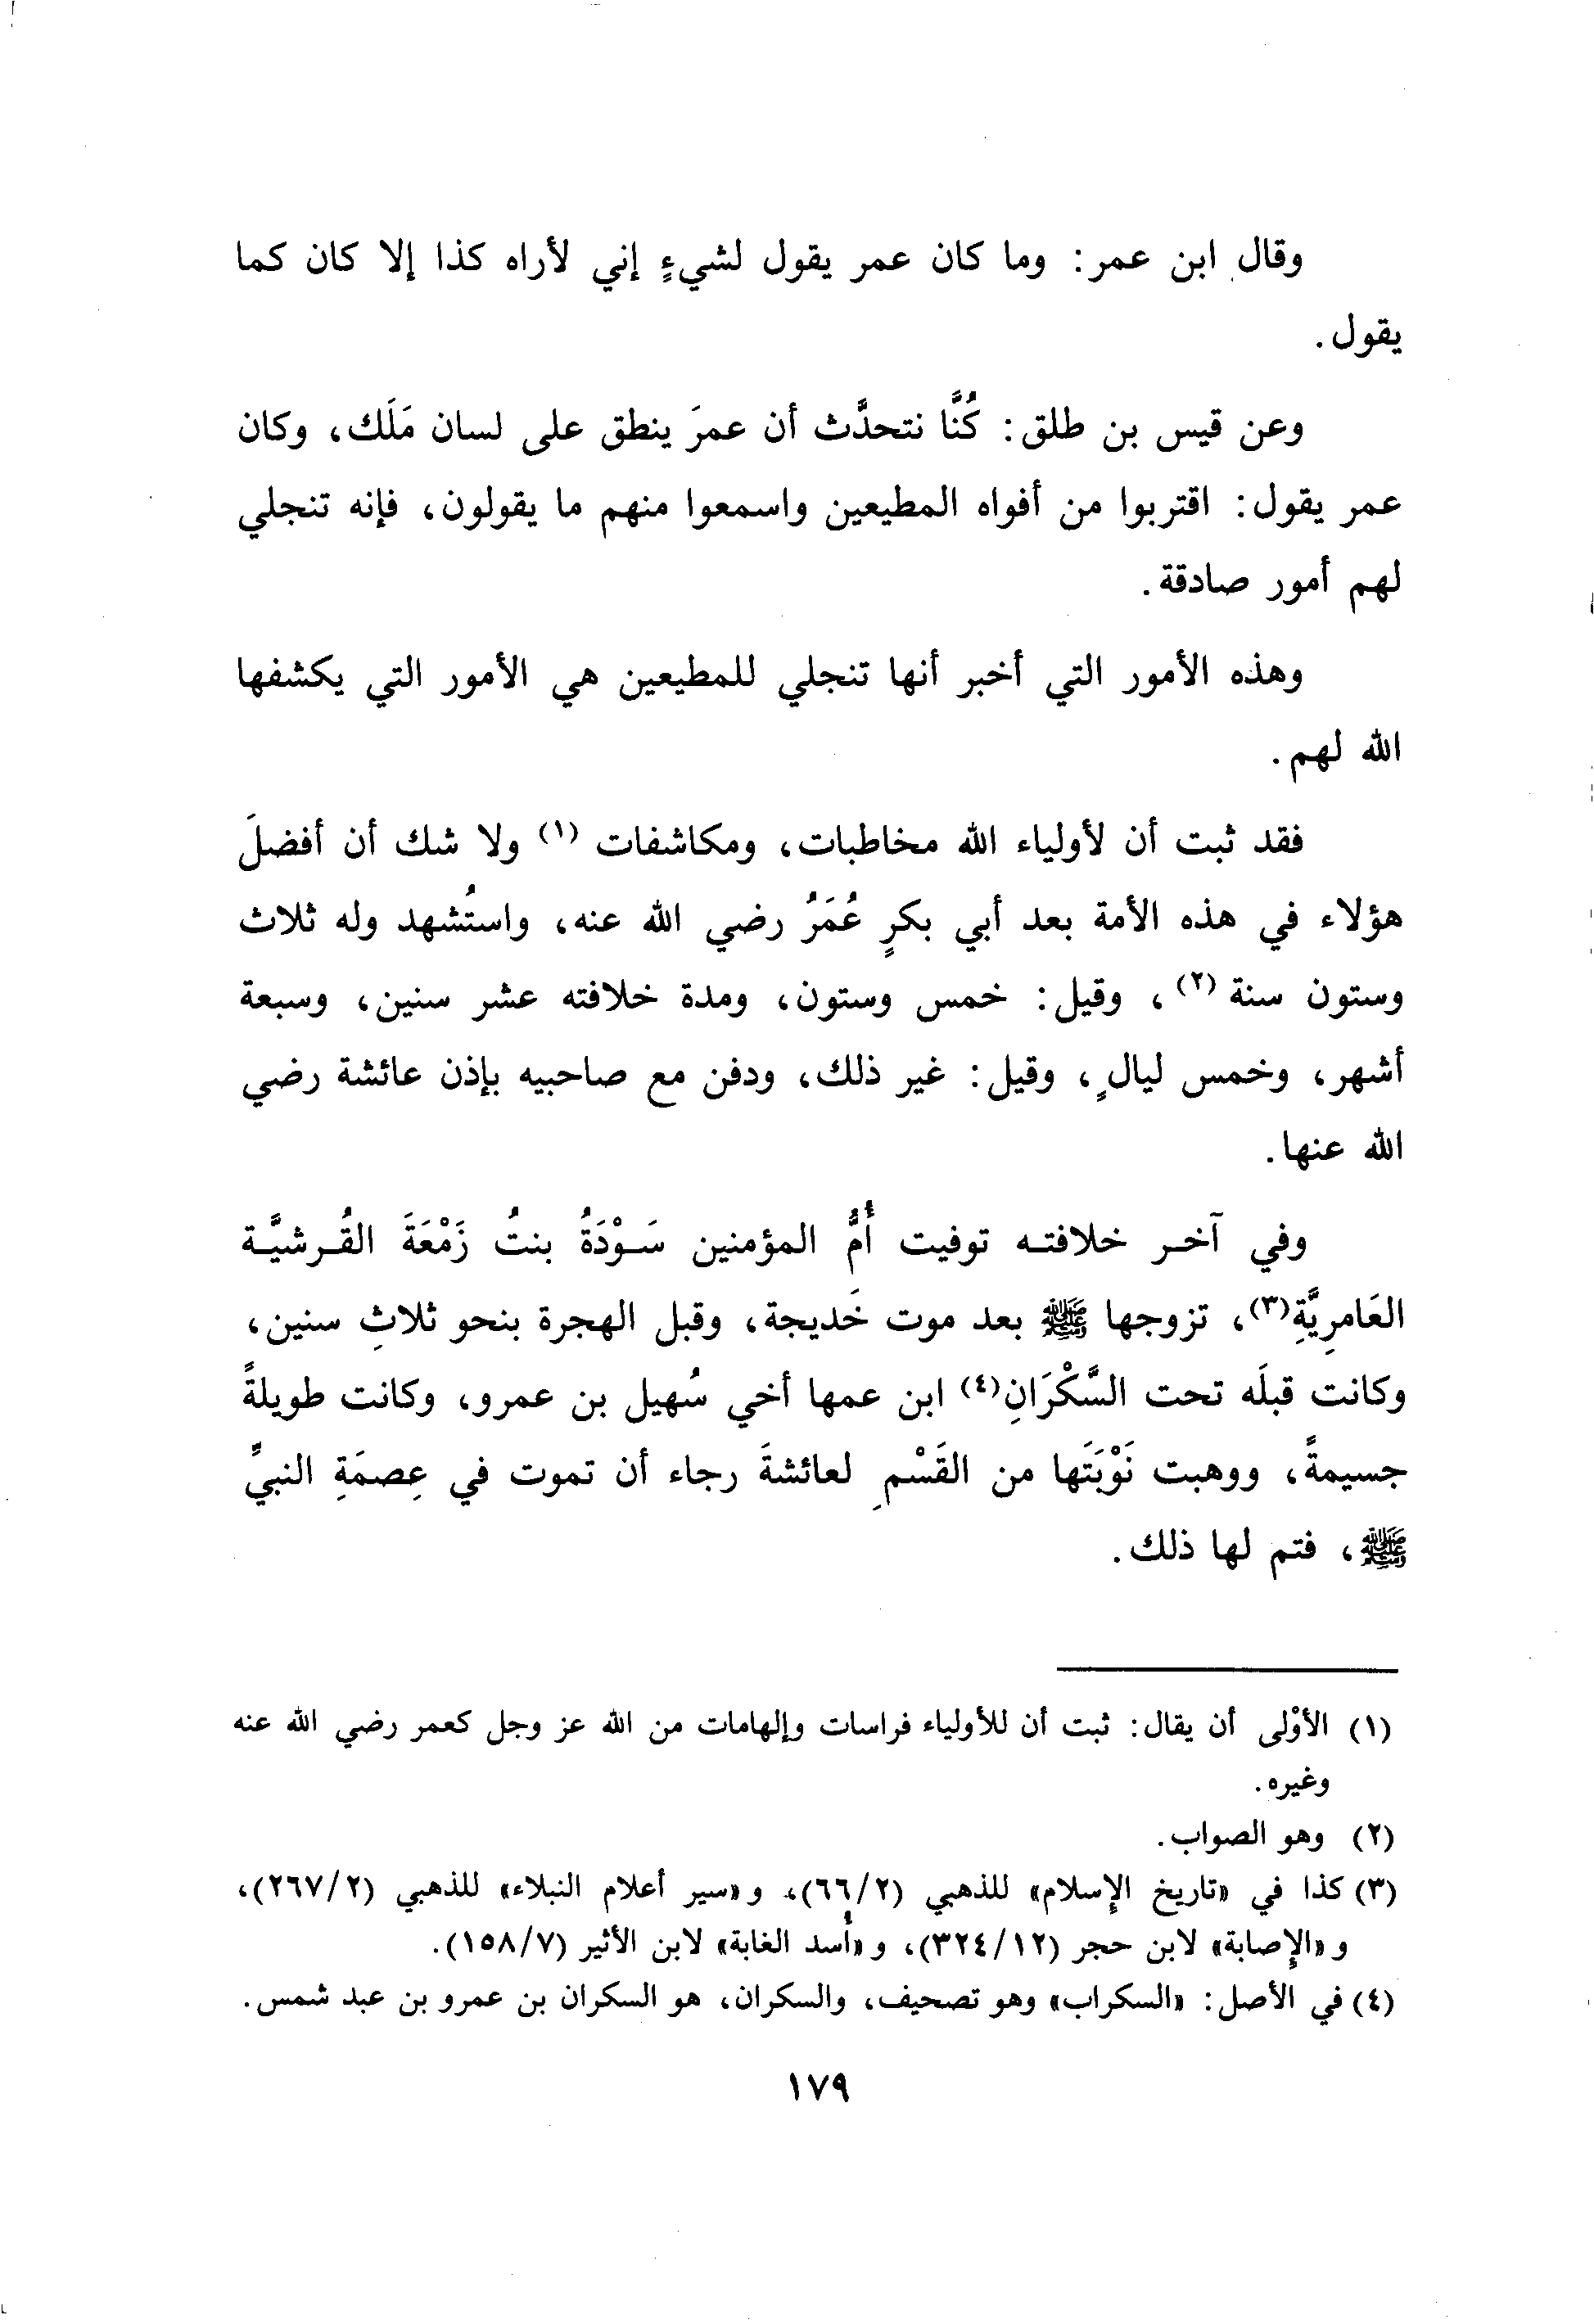 وقال ابن عمر: وما كان عمر يقول لشيءٍ إني لأراه كذا إلا كان كما
يقول.
وعن قيس بن طلق: كُنَّا نتحدَّث أن عمرَ ينطق على لسان مَلَك، وكان
عمر يقول: اقتربوا من أفواه المطيعين واسمعوا منهم ما يقولون، فإنه تنجلي
لهم أمور صادقة.
وهذه الأمور التي أخبر أنها تنجلي للمطيعين هي الأمور التي يكشفها
الله لهم.
فقد ثبت أن لأولياء الله مخاطبات، ومكاشفات (١) ولا شك أن أفضلَ
هؤلاء في هذه الأمة بعد أبي بكرٍ عُمَرُ رضي الله عنه، واستُشهد وله ثلاث
وستون سنة (٢)، وقيل: خمس وستون، ومدة خلافته عشر سنين، وسبعة
أشهر، وخمس ليالٍ، وقيل: غير ذلك، ودفن مع صاحبيه بإذن عائشة رضي
الله عنها.
وفي آخر خلافته توفيت أُمُّ المؤمنين سَوْدَةُ بنتُ زَمْعَةَ القُرشيَّة
العَامرِيَّةِ(٣)، تزوجها ﷺ بعد موت خَديجة، وقبل الهجرة بنحو ثلاثِ سنين،
وكانت قبلَه تحت السَّكْرَانِ(٤) ابن عمها أخي سُهيل بن عمرو، وكانت طويلةً
جسيمةً، ووهبت نَوْبَتَها من القَسْمِ لعائشةَ رجاء أن تموت في عِصمَةِ النبيِّ
ﷺ، فتم لها ذلك.
(١) الأوْلى أن يقال: ثبت أن للأولياء فراسات وإلهامات من الله عز وجل كعمر رضي الله عنه
وغيره.
(٢) وهو الصواب.
(٣) كذا في «تاريخ الإسلام» للذهبي (٦٦/٢)، و«سير أعلام النبلاء» للذهبي (٢٦٧/٢)،
و«الإصابة» لابن حجر (٣٢٤/١٢)، و«أُسد الغابة» لابن الأثير (١٥٨/٧).
(٤) في الأصل: «السكراب» وهو تصحيف، والسكران، هو السكران بن عمرو بن عبد شمس.
١٧٩